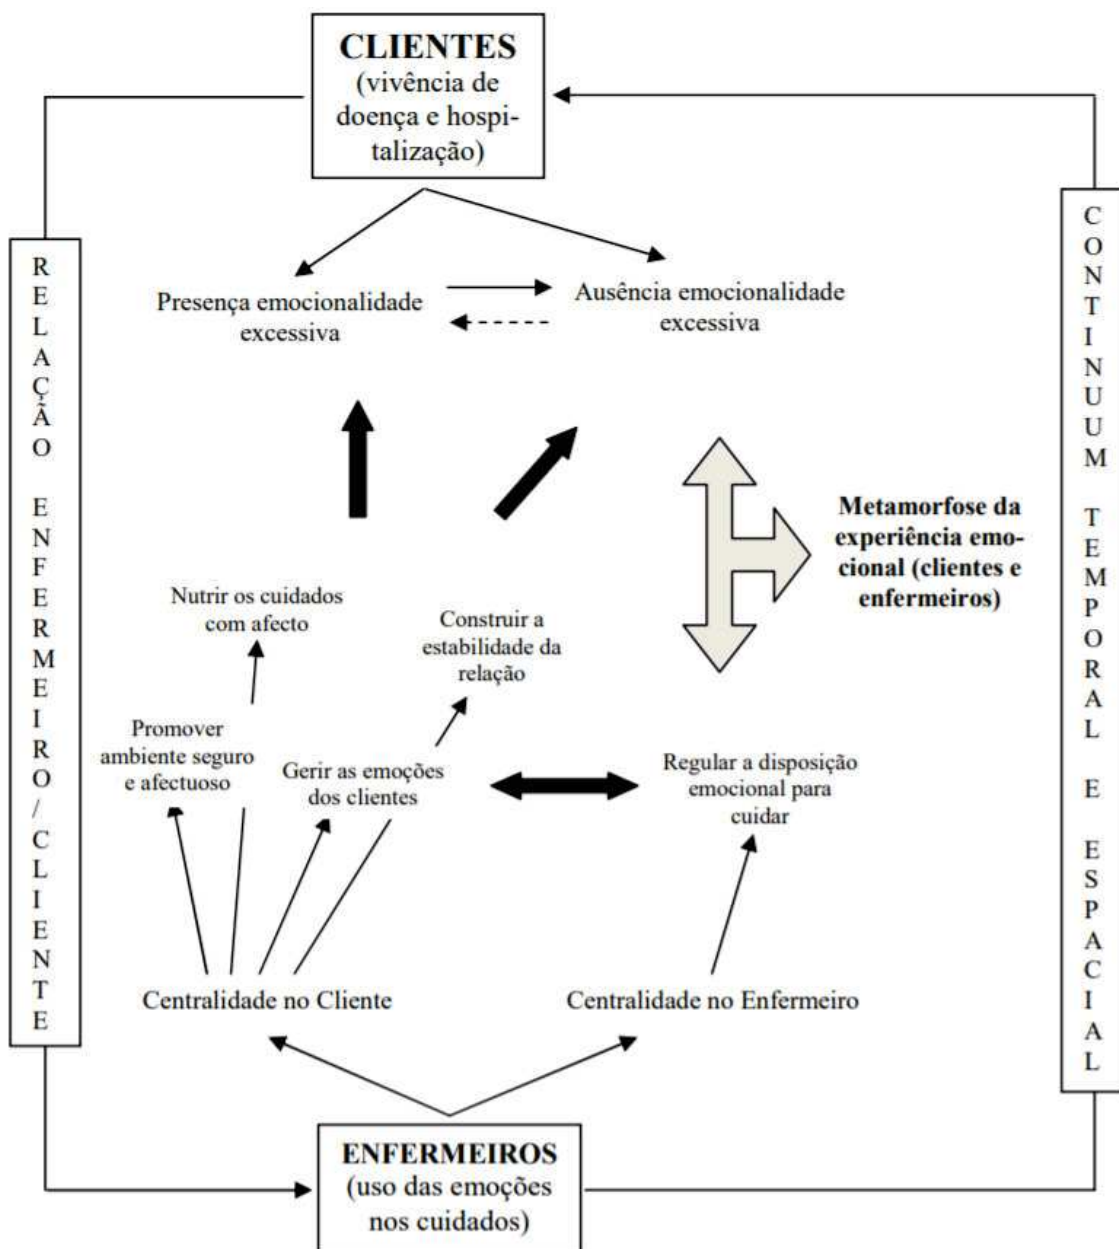 CLIENTES
(vivência de
doença e hospi-
talização)
RELAÇÃO ENFERMEIRO/CLIENTE
CONTINUUM TEMPORAL E ESPACIAL
Presença emocionalidade
excessiva
Ausência emocionalidade
excessiva
Metamorfose da
experiência emo-
cional (clientes e
enfermeiros)
Nutrir os cuidados
com afecto
Construir a
estabilidade da
relação
Promover
ambiente seguro
e afectuoso
Gerir as emoções
dos clientes
Regular a disposição
emocional para
cuidar
Centralidade no Cliente
Centralidade no Enfermeiro
ENFERMEIROS
(uso das emoções
nos cuidados)